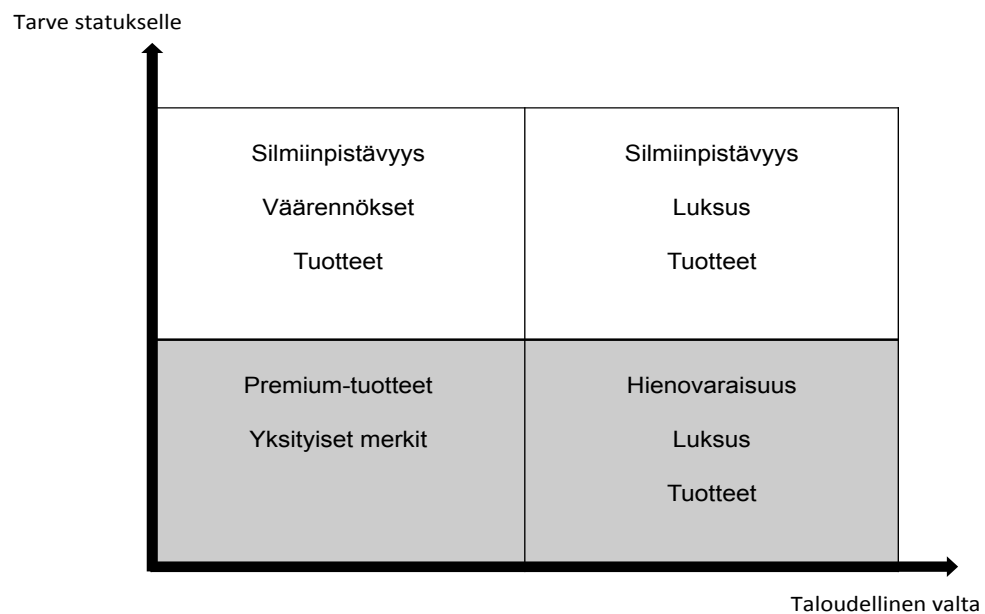 Tarve statukselle
Silmiinpistävyys
Väärennökset
Tuotteet
Silmiinpistävyys
Luksus
Tuotteet
Premium-tuotteet
Yksityiset merkit
Hienovaraisuus
Luksus
Tuotteet
Taloudellinen valta